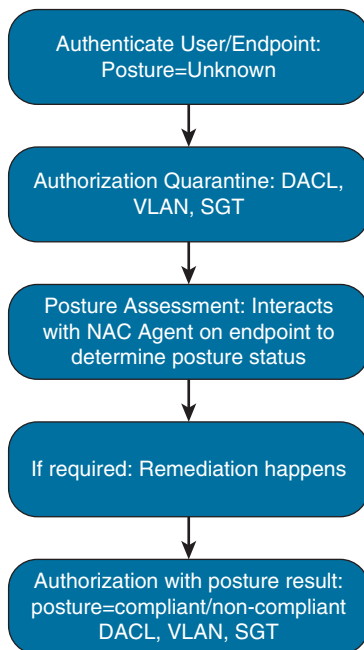 Authenticate User/Endpoint:
Posture=Unknown
Authorization Quarantine: DACL,
VLAN, SGT
Posture Assessment: Interacts
with NAC Agent on endpoint to
determine posture status
If required: Remediation happens
Authorization with posture result:
posture=compliant/non-compliant
DACL, VLAN, SGT